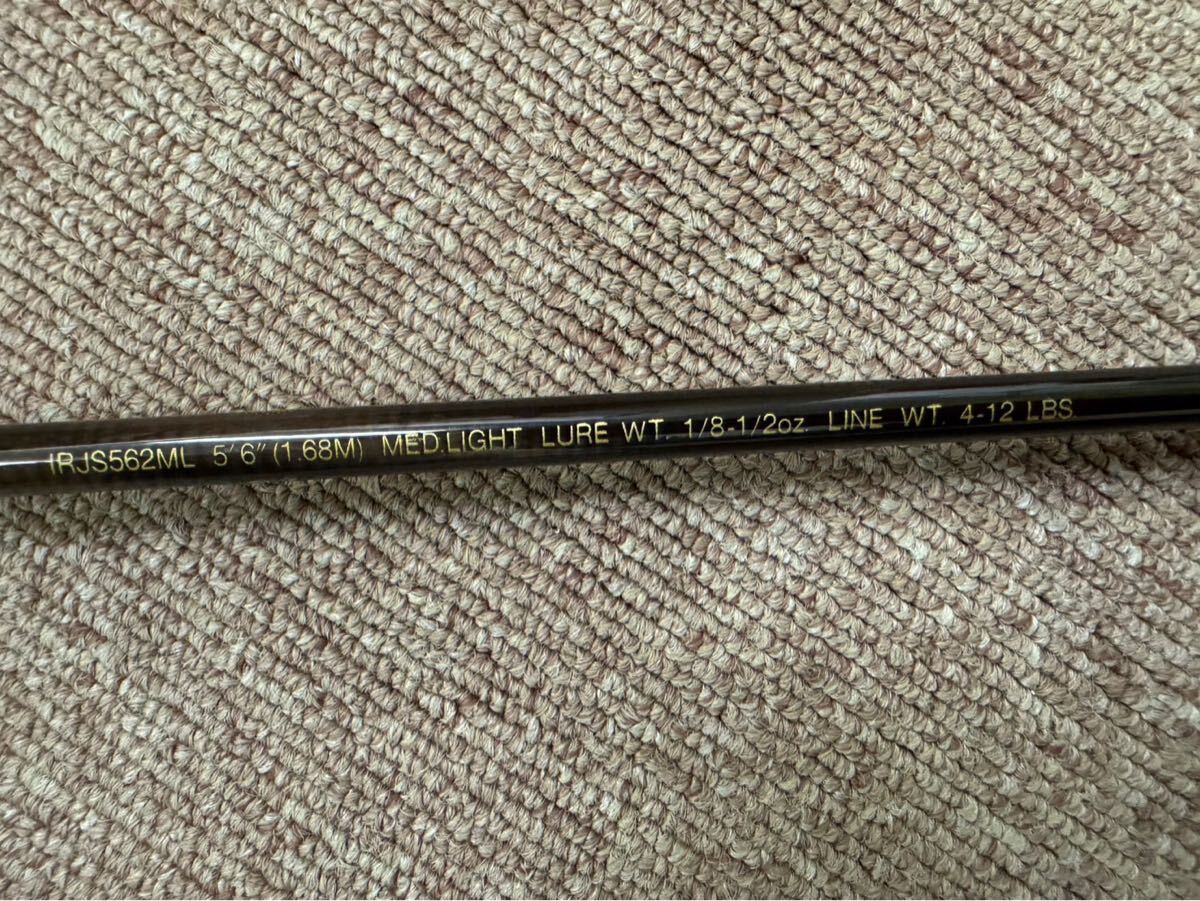 IRJS562ML 5'6"(1.68M) MED.LIGHT LURE WT. 1/8-1/2oz. LINE WT. 4-12 LBS